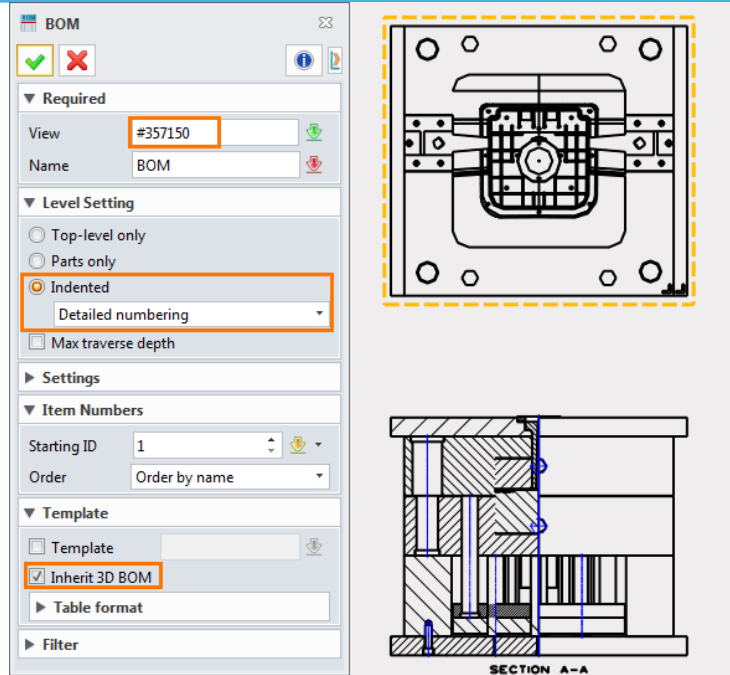 BOM
BOM
Required
View #357150
Name BOM
Level Setting
Top-level only
Parts only
Indented
Detailed numbering
Max traverse depth
Settings
Item Numbers
Starting ID 1
Order Order by name
Template
Template
Inherit 3D BOM
Table format
Filter
SECTION A-A